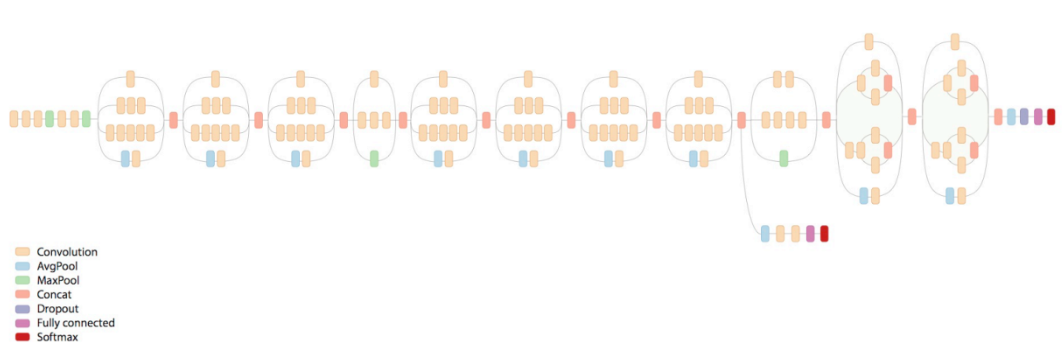 Convolution
AvgPool
MaxPool
Concat
Dropout
Fully connected
Softmax